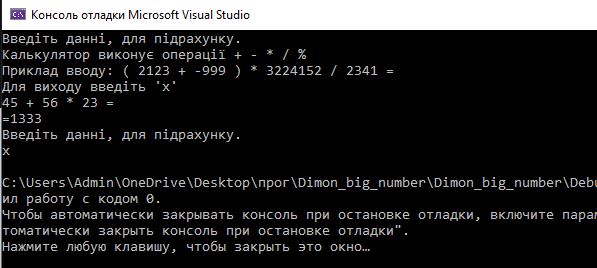 Консоль отладки Microsoft Visual Studio
Введіть данні, для підрахунку.
Калькулятор виконує операції + - * / %
Приклад вводу: ( 2123 + -999 ) * 3224152 / 2341 =
Для виходу введіть 'x'
45 + 56 * 23 =
=1333
Введіть данні, для підрахунку.
x
C:\Users\Admin\OneDrive\Desktop\прог\Dimon_big_number\Dimon_big_number\Debu
ил работу с кодом 0.
Чтобы автоматически закрывать консоль при остановке отладки, включите парам
томатически закрыть консоль при остановке отладки".
Нажмите любую клавишу, чтобы закрыть это окно…